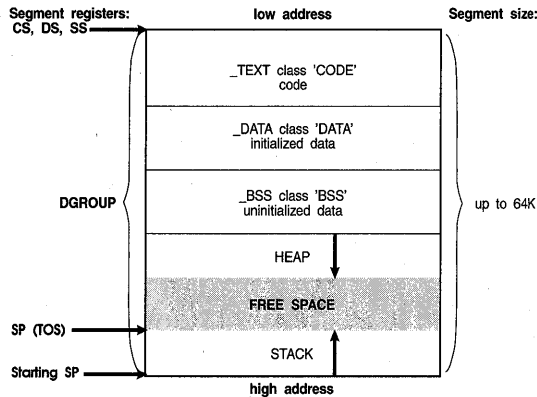 Segment registers:
low address
Segment size:
CS, DS, SS
_TEXT class 'CODE'
code
_DATA class 'DATA'
initialized data
DGROUP
_BSS class 'BSS'
uninitialized data
up to 64K
HEAP
FREE SPACE
SP (TOS)
STACK
Starting SP
high address